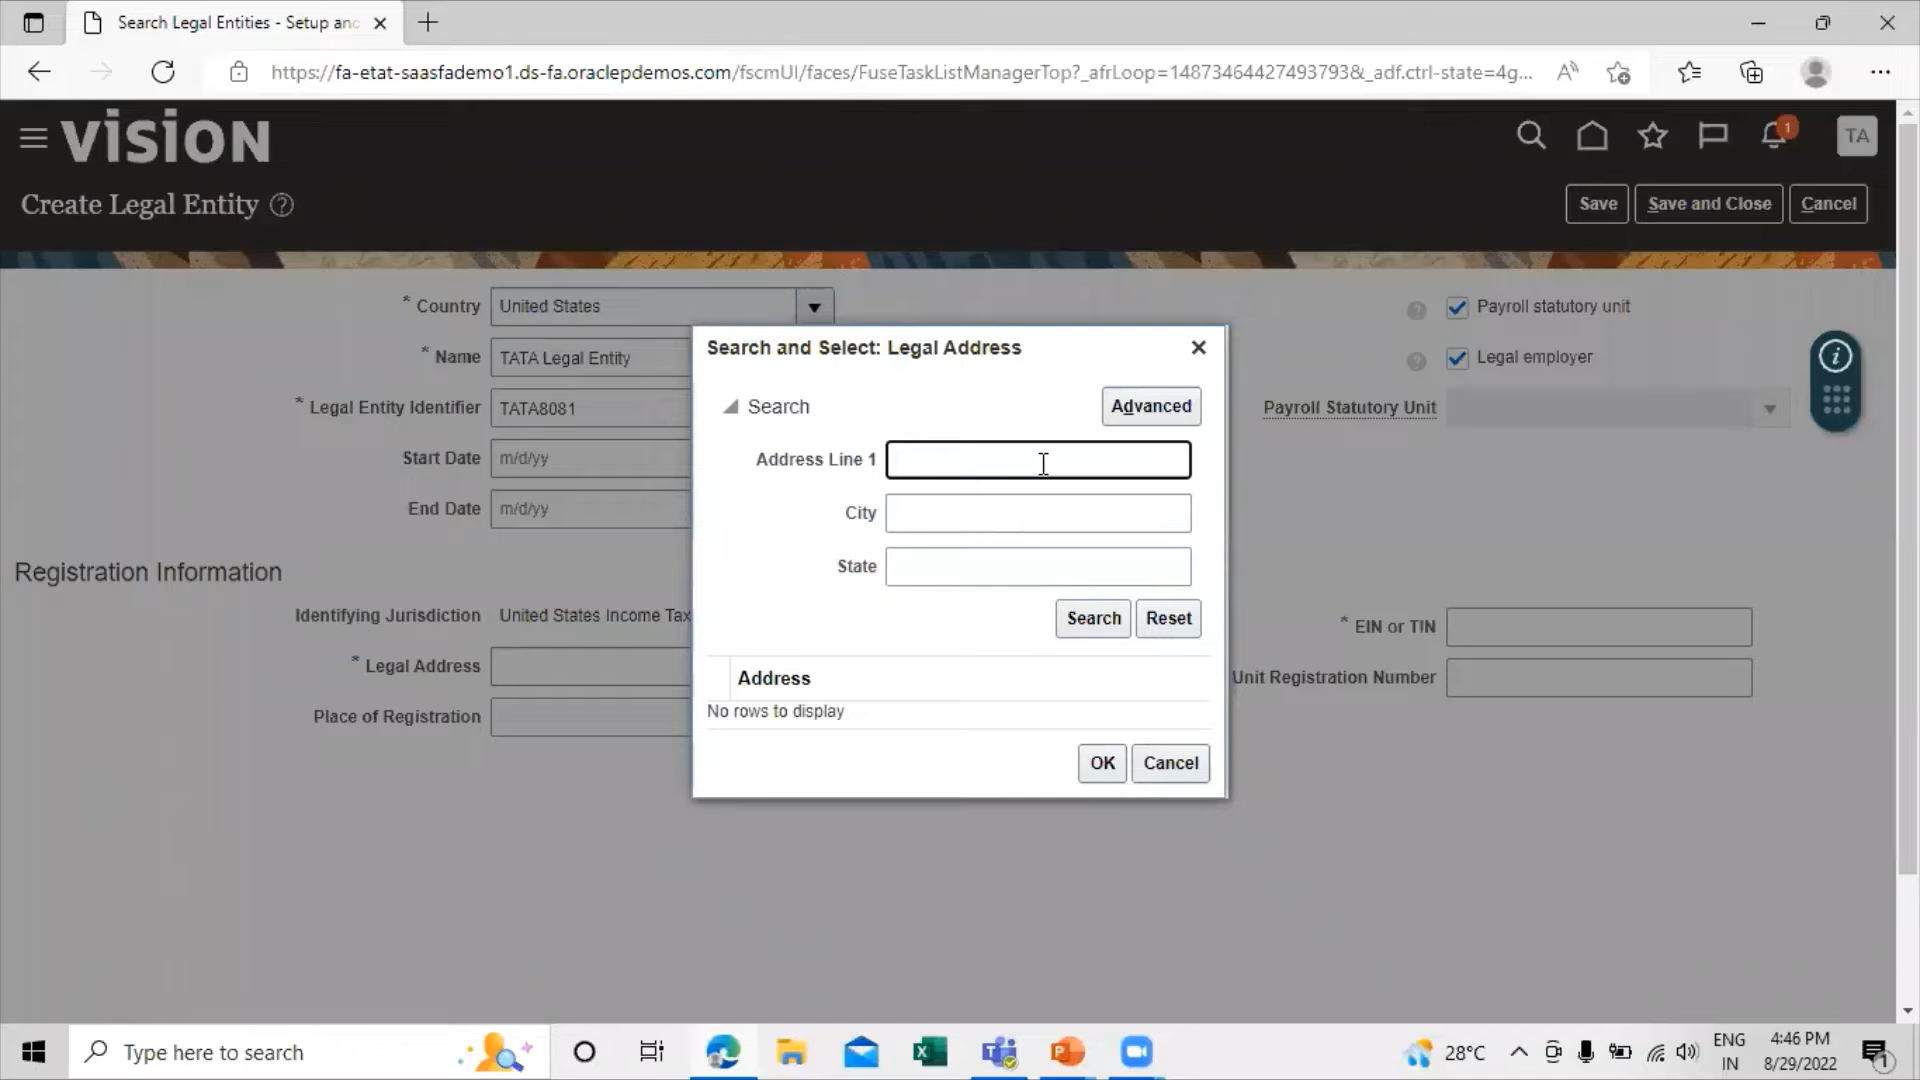 Search Legal Entities - Setup and
https://fa-etat-saasfademo1.ds-fa.oraclepdemos.com/fscmUI/faces/FuseTaskListManagerTop?_afrLoop=14873464427493793&_adf.ctrl-state=4g...
VISION
1
TA
Create Legal Entity
Save
Save and Close
Cancel
* Country
United States
Payroll statutory unit
* Name
TATA Legal Entity
Legal employer
* Legal Entity Identifier
TATA8081
Payroll Statutory Unit
Start Date
m/d/yy
End Date
m/d/yy
Registration Information
Identifying Jurisdiction
United States Income Tax
* EIN or TIN
* Legal Address
Unit Registration Number
Place of Registration
Search and Select: Legal Address
Search
Advanced
Address Line 1
City
State
Search
Reset
Address
No rows to display
OK
Cancel
Type here to search
28°C
ENG
IN
4:46 PM
8/29/2022
1